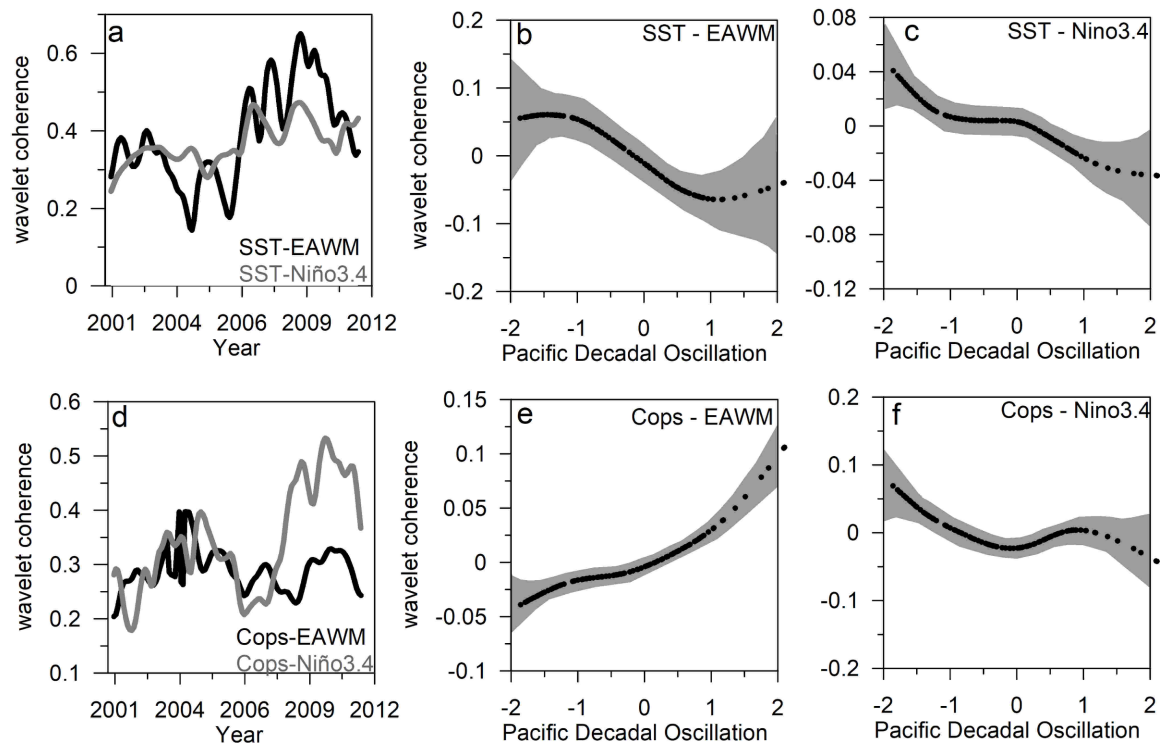 a
wavelet coherence
0.6
0.4
0.2
0
SST-EAWM
SST-Niño3.4
2001 2004 2006 2009 2012
Year
b
SST - EAWM
wavelet coherence
0.2
0.1
0
-0.1
-0.2
-2 -1 0 1 2
Pacific Decadal Oscillation
c
SST - Nino3.4
0.08
0.04
0
-0.04
-0.08
-0.12
-2 -1 0 1 2
Pacific Decadal Oscillation
d
wavelet coherence
0.6
0.5
0.4
0.3
0.2
0.1
Cops-EAWM
Cops-Niño3.4
2001 2004 2006 2009 2012
Year
e
Cops - EAWM
wavelet coherence
0.15
0.1
0.05
0
-0.05
-0.1
-2 -1 0 1 2
Pacific Decadal Oscillation
f
Cops - Nino3.4
0.2
0.1
0
-0.1
-0.2
-2 -1 0 1 2
Pacific Decadal Oscillation